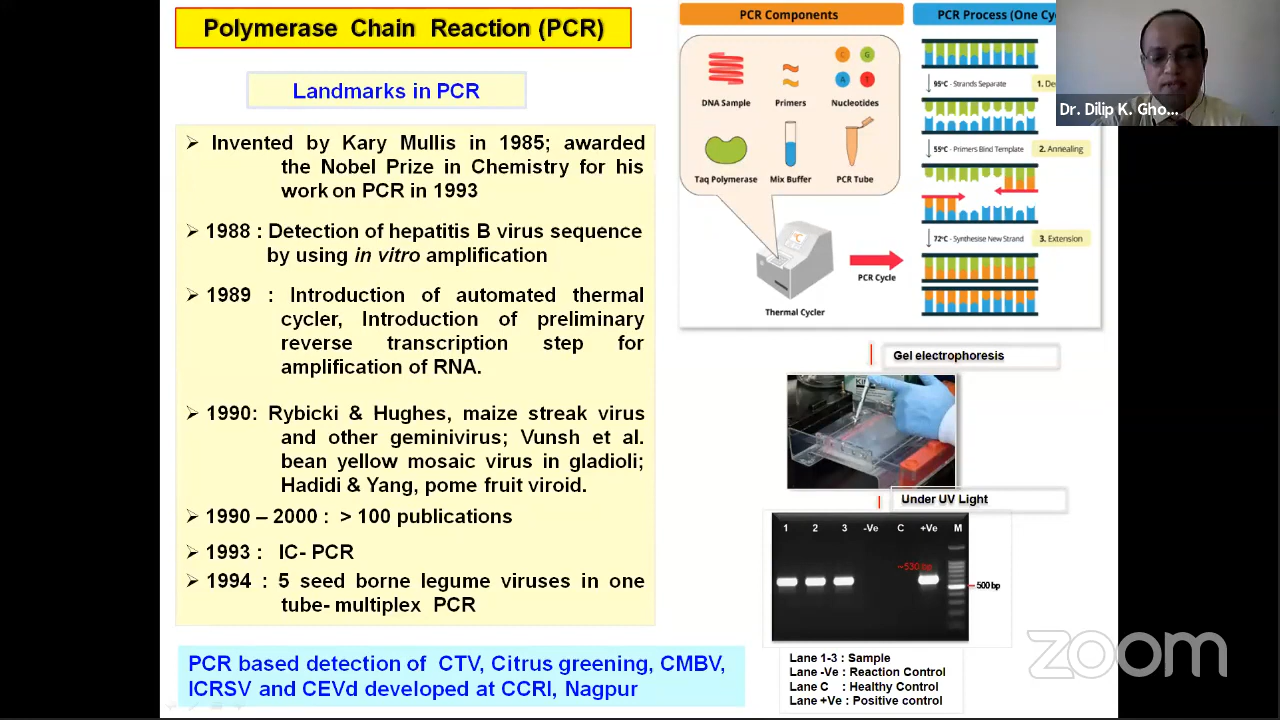 Polymerase Chain Reaction (PCR)
Landmarks in PCR
➢ Invented by Kary Mullis in 1985; awarded
the Nobel Prize in Chemistry for his
work on PCR in 1993
➢ 1988 : Detection of hepatitis B virus sequence
by using in vitro amplification
➢ 1989 : Introduction of automated thermal
cycler, Introduction of preliminary
reverse transcription step for
amplification of RNA.
➢ 1990: Rybicki & Hughes, maize streak virus
and other geminivirus; Vunsh et al.
bean yellow mosaic virus in gladioli;
Hadidi & Yang, pome fruit viroid.
➢ 1990 – 2000 : > 100 publications
➢ 1993 : IC- PCR
➢ 1994 : 5 seed borne legume viruses in one
tube- multiplex PCR
PCR based detection of CTV, Citrus greening, CMBV,
ICRSV and CEVd developed at CCRI, Nagpur
PCR Components
C G
A T
DNA Sample Primers Nucleotides
Taq Polymerase Mix Buffer PCR Tube
°C
Thermal Cycler
PCR Cycle
PCR Process (One Cy
95°C - Strands Separate 1. De
55°C - Primers Bind Template 2. Annealing
72°C - Synthesise New Strand 3. Extension
Dr. Dilip K. Gho...
Gel electrophoresis
Under UV Light
1 2 3 -Ve C +Ve M
~530 bp
500bp
Lane 1-3 : Sample
Lane -Ve : Reaction Control
Lane C : Healthy Control
Lane +Ve : Positive control
zoom